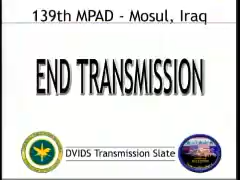 139th MPAD - Mosul, Iraq
END TRANSMISSION
DVIDS Transmission Slate